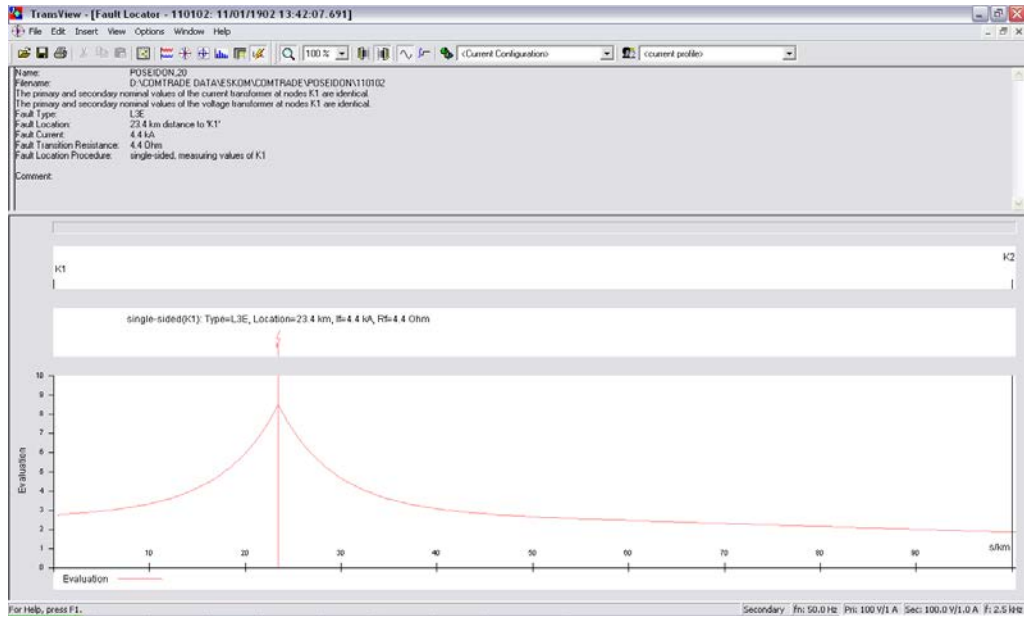 TransView - [Fault Locator - 110102: 11/01/1902 13:42:07.691]
File Edit Insert View Options Window Help
100 % <Current Configuration> <current profile>
Name: POSEIDON,20
Filename: D:\COMTRADE DATA\ESKOM\COMTRADE\POSEIDON\110102
The primary and secondary nominal values of the current transformer at nodes K1 are identical.
The primary and secondary nominal values of the voltage transformer at nodes K1 are identical.
Fault Type: L3E
Fault Location: 23.4 km distance to 'K1'
Fault Current: 4.4 kA
Fault Transition Resistance: 4.4 Ohm
Fault Location Procedure: single-sided, measuring values of K1
Comment:
K2
K1
single-sided(K1): Type=L3E, Location=23.4 km, If=4.4 kA, Rf=4.4 Ohm
10
9
8
7
6
5
4
3
2
1
0
Evaluation
10 20 30 40 50 60 70 80 90 s/km
Evaluation
For Help, press F1. Secondary fn: 50.0 Hz Pri: 100 V/1 A Sec: 100.0 V/1.0 A f: 2.5 kHz